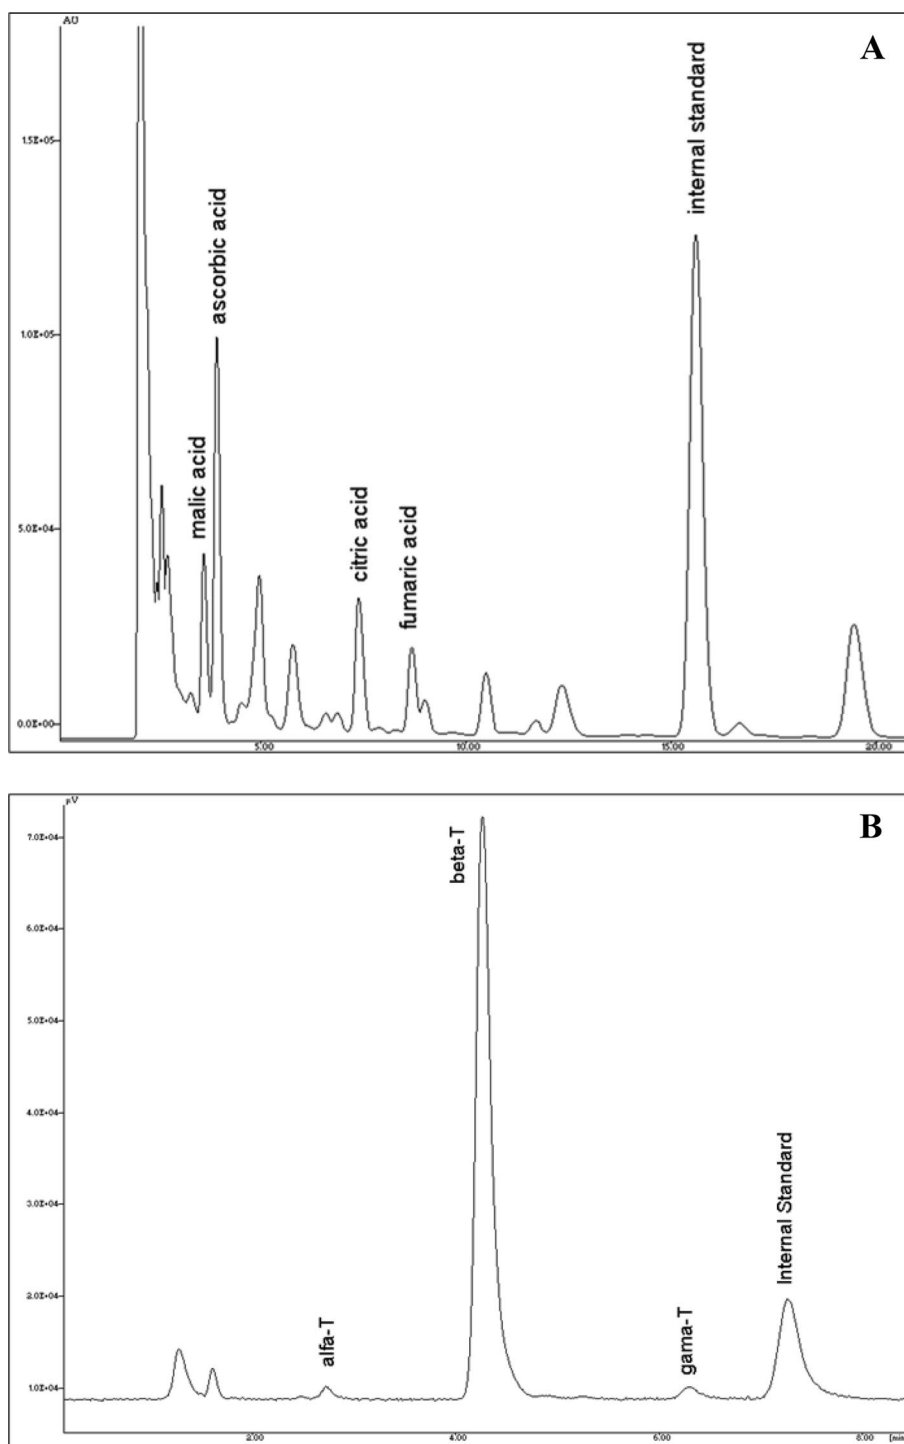 AU
A
1.5E+05
1.0E+05
5.0E+04
0.0E+00
malic acid
ascorbic acid
citric acid
fumaric acid
internal standard
5.00
10.00
15.00
20.00
µV
B
7.0E+04
6.0E+04
5.0E+04
4.0E+04
3.0E+04
2.0E+04
1.0E+04
alfa-T
beta-T
gama-T
Internal Standard
2.00
4.00
6.00
8.00